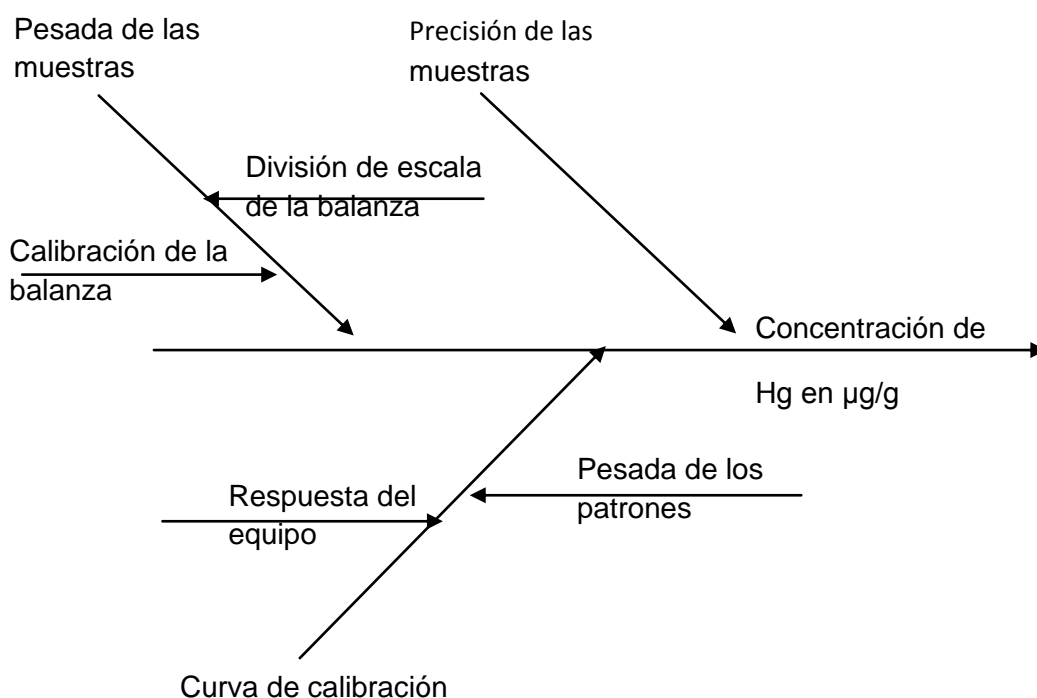 Pesada de las
muestras
Precisión de las
muestras
División de escala
de la balanza
Calibración de la
balanza
Concentración de
Hg en µg/g
Pesada de los
patrones
Respuesta del
equipo
Curva de calibración